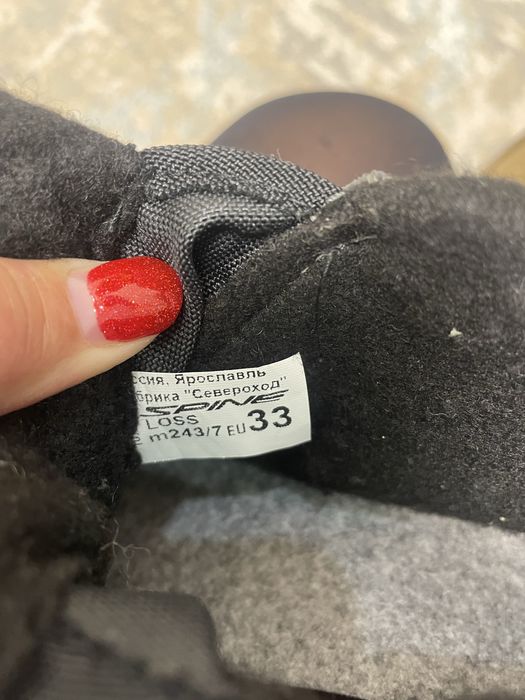 ссия, Ярославль
брика "Североход"
SPINE
LOSS
e m243/7 EU 33